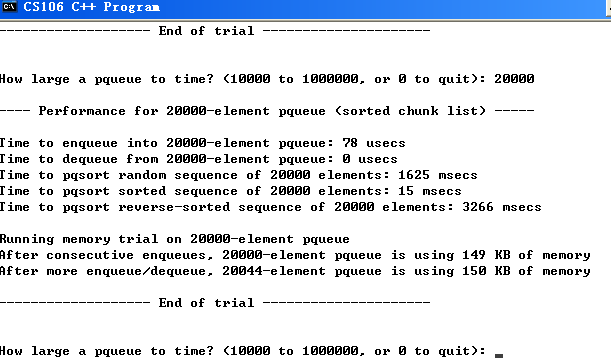 CS106 C++ Program
------------------ End of trial --------------------
How large a pqueue to time? (10000 to 1000000, or 0 to quit): 20000
---- Performance for 20000-element pqueue (sorted chunk list) -----
Time to enqueue into 20000-element pqueue: 78 usecs
Time to dequeue from 20000-element pqueue: 0 usecs
Time to pqsort random sequence of 20000 elements: 1625 msecs
Time to pqsort sorted sequence of 20000 elements: 15 msecs
Time to pqsort reverse-sorted sequence of 20000 elements: 3266 msecs
Running memory trial on 20000-element pqueue
After consecutive enqueues, 20000-element pqueue is using 149 KB of memory
After more enqueue/dequeue, 20044-element pqueue is using 150 KB of memory
------------------ End of trial --------------------
How large a pqueue to time? (10000 to 1000000, or 0 to quit): _